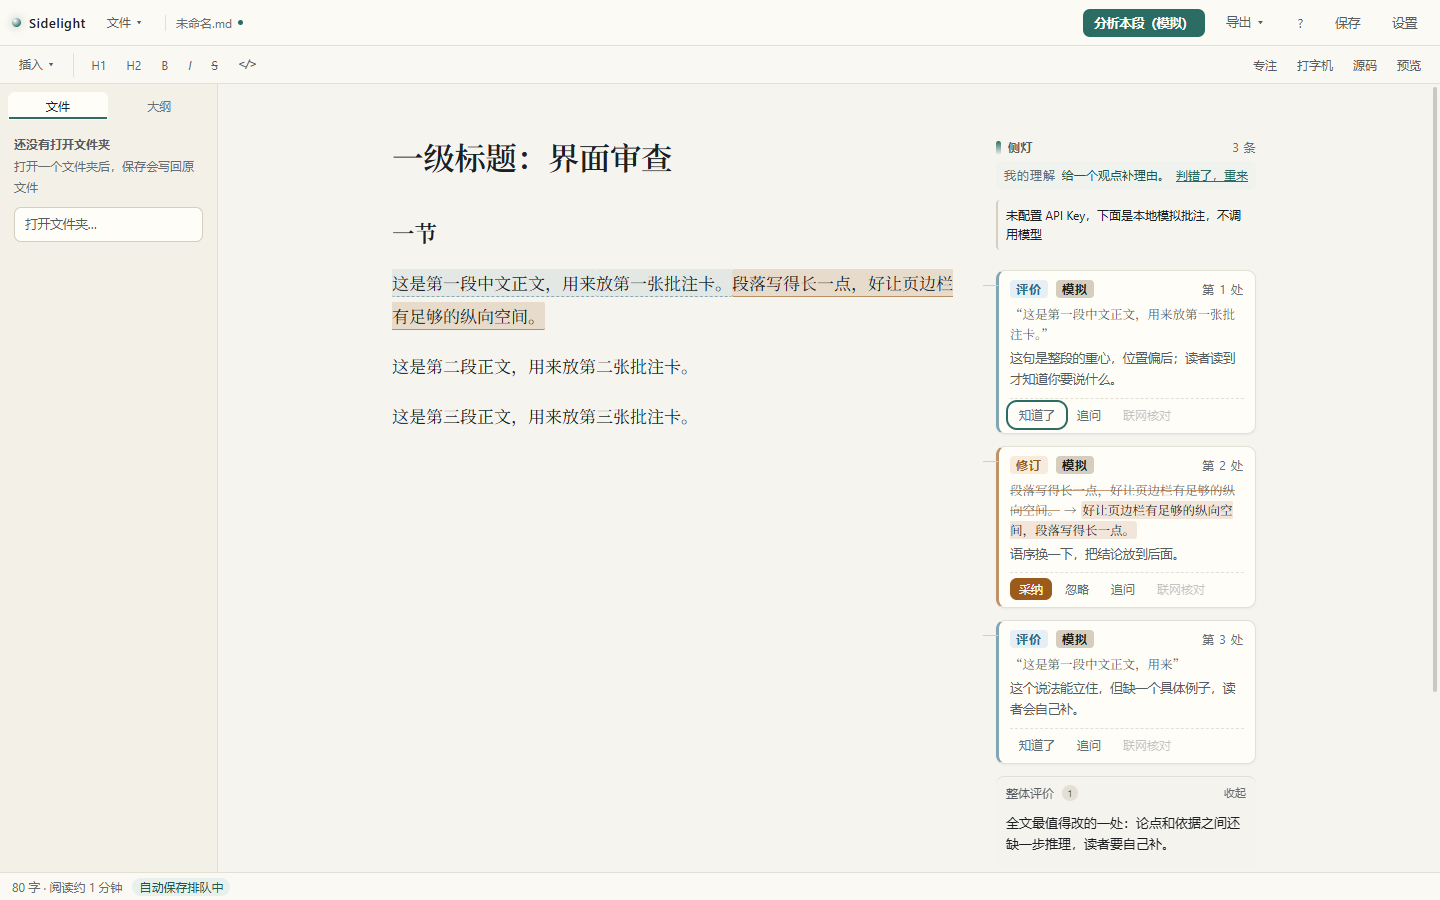 Sidelight 文件 未命名.md 分析本段（模拟） 导出 ? 保存 设置
插入 H1 H2 B I S </> 专注 打字机 源码 预览
文件 大纲
还没有打开文件夹
打开一个文件夹后，保存会写回原
文件
打开文件夹...
一级标题：界面审查
一节
这是第一段中文正文，用来放第一张批注卡。段落写得长一点，好让页边栏
有足够的纵向空间。
这是第二段正文，用来放第二张批注卡。
这是第三段正文，用来放第三张批注卡。
侧灯 3 条
我的理解 给一个观点补理由。 判错了，重来
未配置 API Key，下面是本地模拟批注，不调
用模型
评价 模拟 第 1 处
“这是第一段中文正文，用来放第一张批
注卡。”
这句是整段的重心，位置偏后；读者读到
才知道你要说什么。
知道了 追问 联网核对
修订 模拟 第 2 处
段落写得长一点，好让页边栏有足够的纵
向空间。 → 好让页边栏有足够的纵向空
间，段落写得长一点。
语序换一下，把结论放到后面。
采纳 忽略 追问 联网核对
评价 模拟 第 3 处
“这是第一段中文正文，用来”
这个说法能立住，但缺一个具体例子，读
者会自己补。
知道了 追问 联网核对
整体评价 1 收起
全文最值得改的一处：论点和依据之间还
缺一步推理，读者要自己补。
80 字 · 阅读约 1 分钟 自动保存排队中